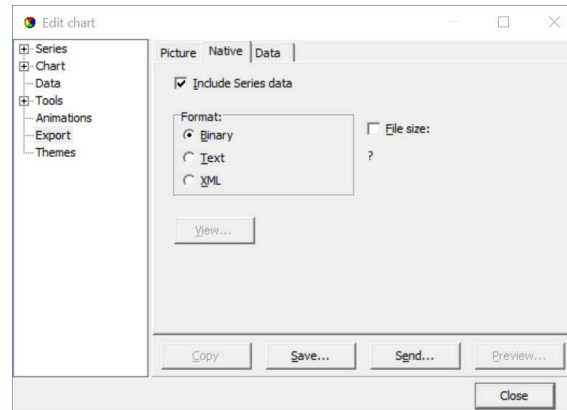 Edit chart
Series
Chart
Data
Tools
Animations
Export
Themes
Picture Native Data
Include Series data
Format:
Binary
Text
XML
File size:
?
View...
Copy Save... Send... Preview...
Close